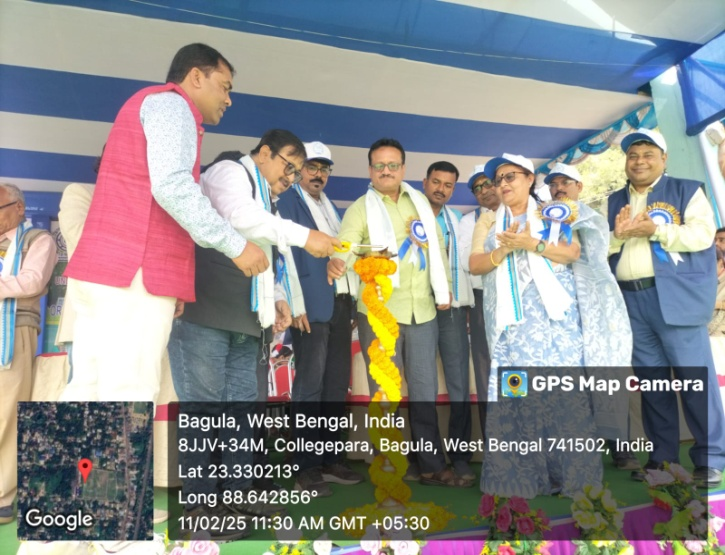 GPS Map Camera
Bagula, West Bengal, India
8JJV+34M, Collegepara, Bagula, West Bengal 741502, India
Lat 23.330213°
Long 88.642856°
11/02/25 11:30 AM GMT +05:30
Google